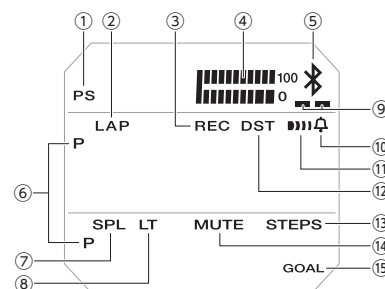 ① ② ③ ④ ⑤
100
PS 0
⑨
LAP REC DST
⑩
P
⑪
⑥ ⑫
SPL LT MUTE STEPS ⑬
P
⑦ ⑭
GOAL ⑮
⑧